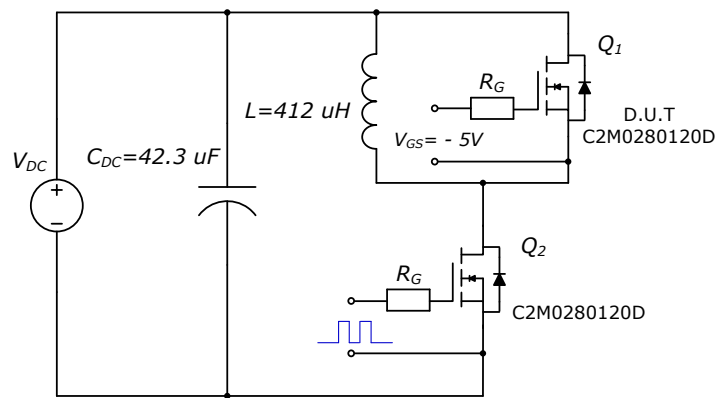 Q1
RG
L=412 uH
D.U.T
C2M0280120D
VGS= - 5V
VDC
CDC=42.3 uF
+
−
Q2
RG
C2M0280120D